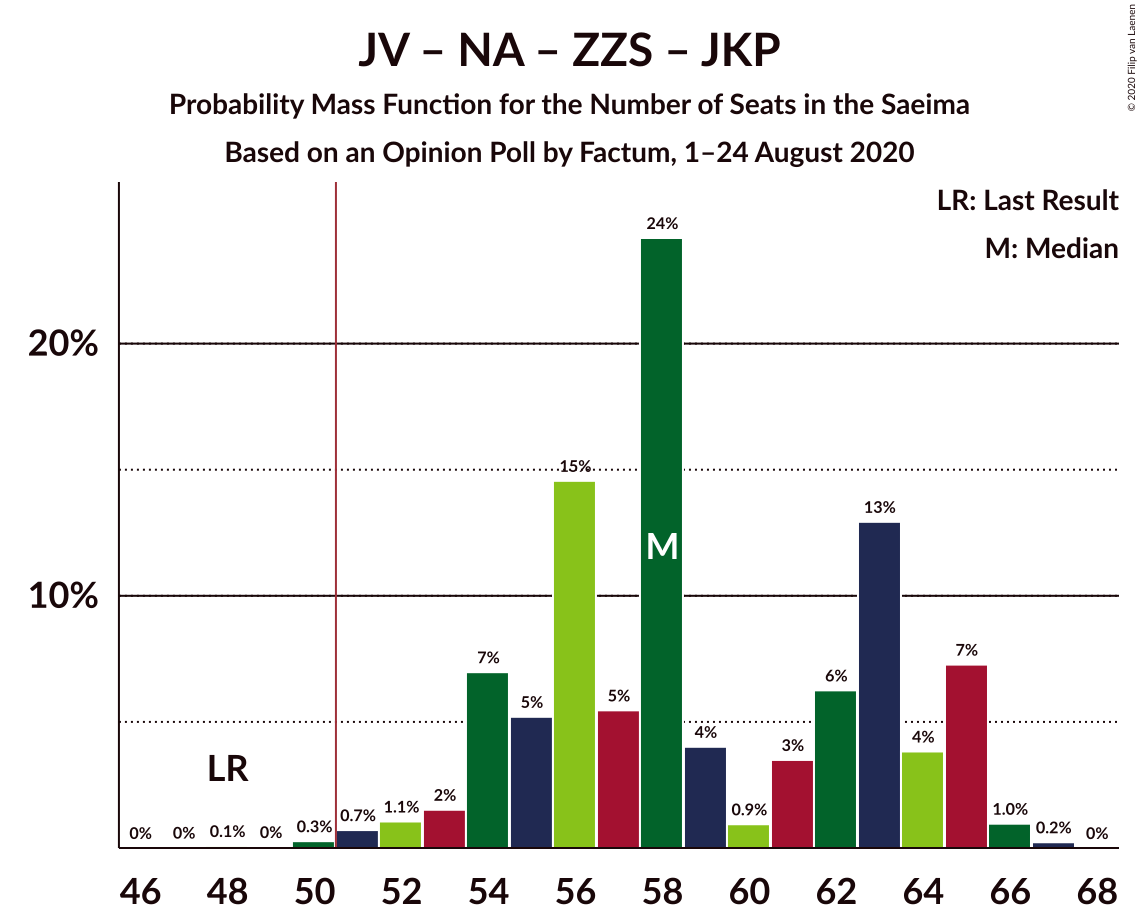 JV – NA – ZZS – JKP
Probability Mass Function for the Number of Seats in the Saeima
Based on an Opinion Poll by Factum, 1–24 August 2020
© 2020 Filip van Laenen
LR: Last Result
M: Median
20%
10%
LR
M
0%
0%
0.1%
0%
0.3%
0.7%
1.1%
2%
7%
5%
15%
5%
24%
4%
0.9%
3%
6%
13%
4%
7%
1.0%
0.2%
0%
46 48 50 52 54 56 58 60 62 64 66 68